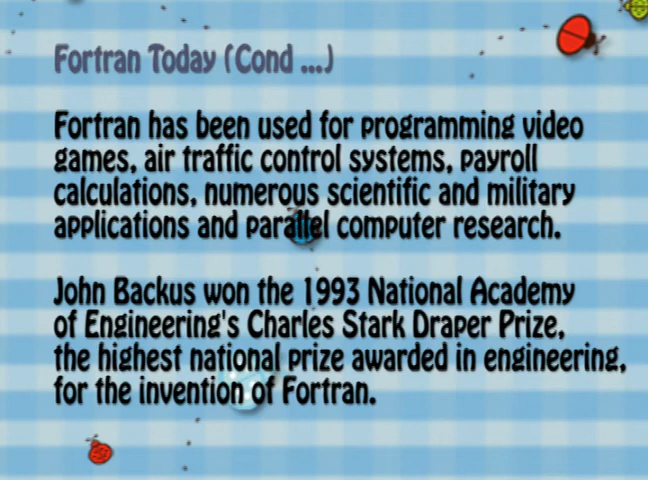 Fortran Today (Cond ...)
Fortran has been used for programming video
games, air traffic control systems, payroll
calculations, numerous scientific and military
applications and parallel computer research.
John Backus won the 1993 National Academy
of Engineering's Charles Stark Draper Prize,
the highest national prize awarded in engineering,
for the invention of Fortran.